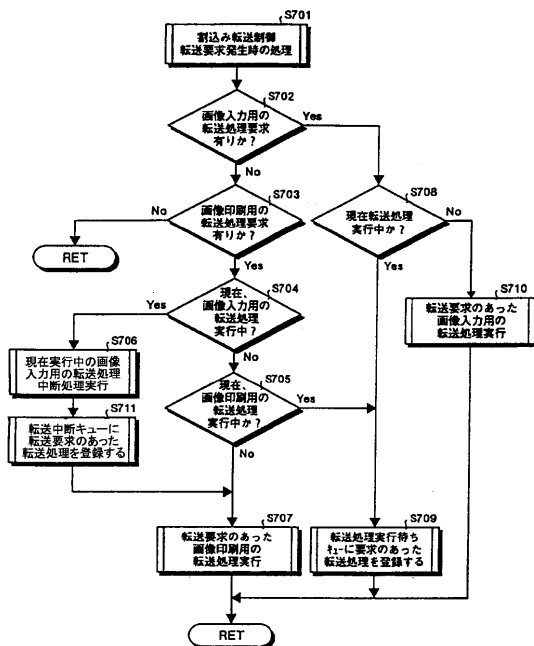 S701
割込み転送制御
転送要求発生時の処理
S702
画像入力用の
転送処理要求
有りか?
Yes
No
S703
画像印刷用の
転送処理要求
有りか?
No
Yes
RET
S708
現在転送処理
実行中か?
No
Yes
S704
現在、
画像入力用の
転送処理
実行中?
Yes
No
S710
転送要求のあった
画像入力用の
転送処理実行
S706
現在実行中の画像
入力用の転送処理
中断処理実行
S705
現在、
画像印刷用の
転送処理
実行中か?
Yes
No
S711
転送中断キューに
転送要求のあった
転送処理を登録する
S707
転送要求のあった
画像印刷用の
転送処理実行
S709
転送処理実行待ち
キューに要求のあった
転送処理を登録する
RET